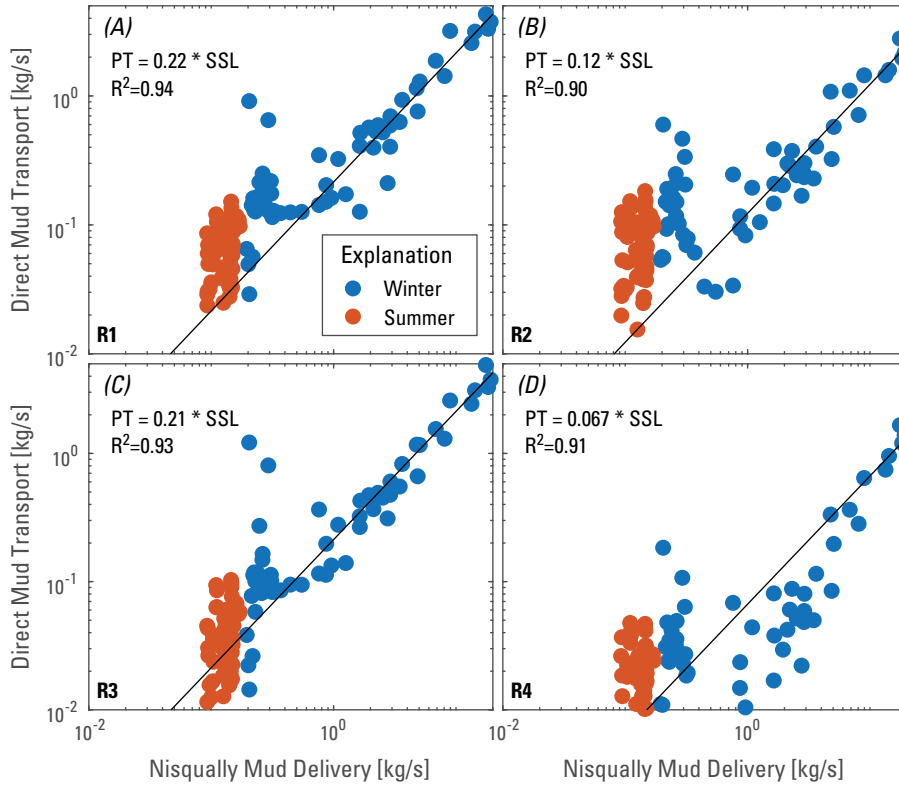 (A)
PT = 0.22 * SSL
R²=0.94
Explanation
Winter
Summer
R1
10⁰
10⁻¹
10⁻²
Direct Mud Transport [kg/s]
(B)
PT = 0.12 * SSL
R²=0.90
R2
(C)
PT = 0.21 * SSL
R²=0.93
R3
10⁰
10⁻¹
10⁻²
Direct Mud Transport [kg/s]
10⁻²
10⁻¹
10⁰
Nisqually Mud Delivery [kg/s]
(D)
PT = 0.067 * SSL
R²=0.91
R4
10⁻²
10⁻¹
10⁰
Nisqually Mud Delivery [kg/s]